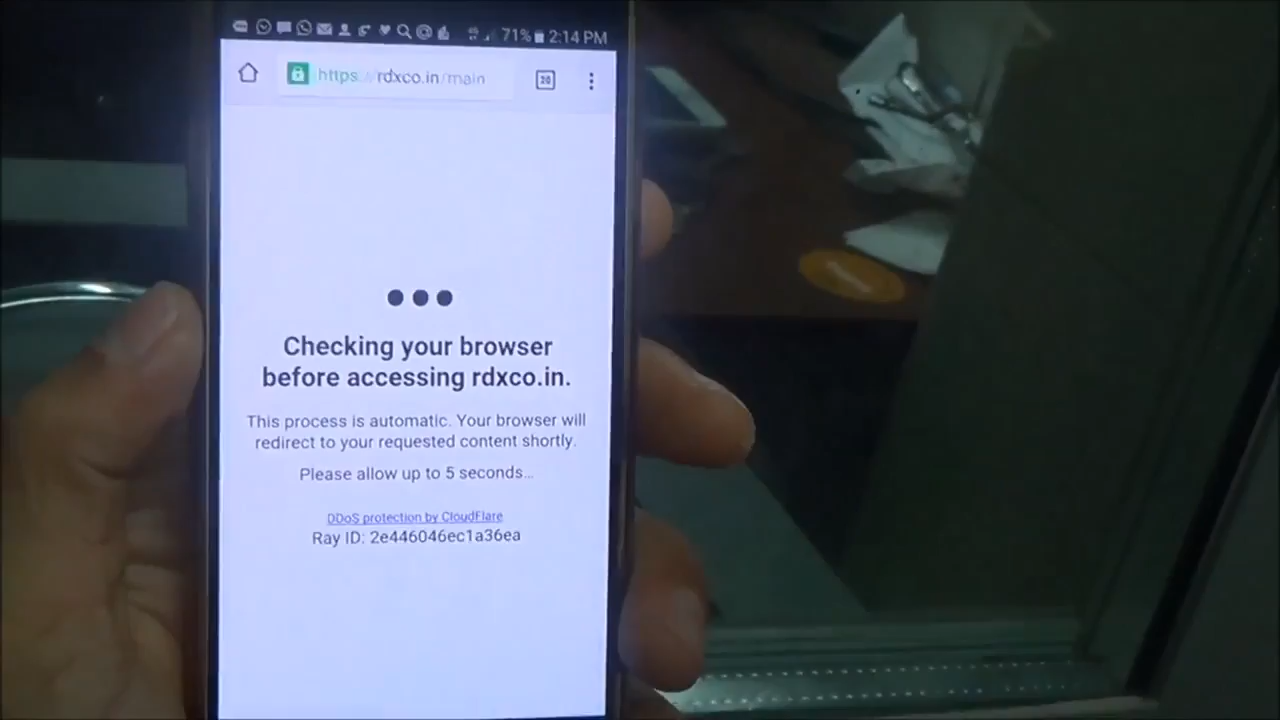 71% 2:14 PM
https://rdxco.in/main
20
Checking your browser
before accessing rdxco.in.
This process is automatic. Your browser will
redirect to your requested content shortly.
Please allow up to 5 seconds...
DDoS protection by CloudFlare
Ray ID: 2e446046ec1a36ea